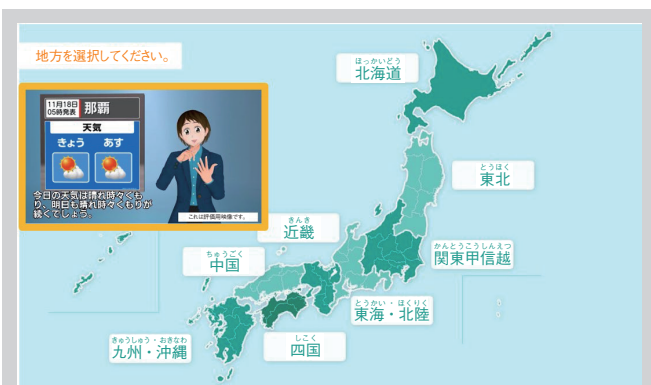 地方を選択してください。
11月18日
05時発表
那覇
天気
きょう あす
今日の天気は晴れ時々くも
り、明日も晴れ時々くもりが
続くでしょう。
これは評価用映像です。
ほっかいどう
北海道
とうほく
東北
きんき
近畿
かんとうこうしんえつ
関東甲信越
ちゅうごく
中国
とうかい・ほくりく
東海・北陸
きゅうしゅう・おきなわ
九州・沖縄
しこく
四国